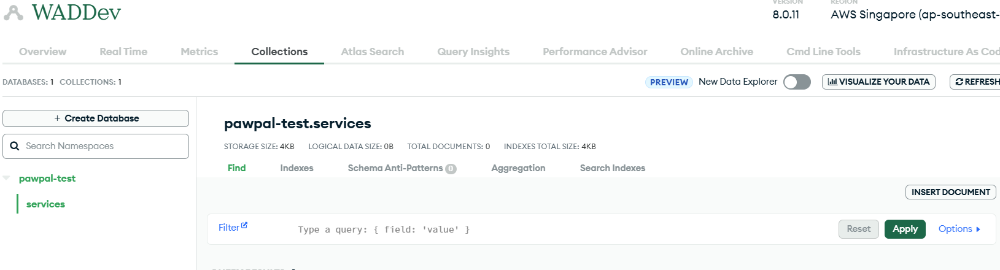 WADDev
VERSION REGION
8.0.11 AWS Singapore (ap-southeast-
Overview Real Time Metrics Collections Atlas Search Query Insights Performance Advisor Online Archive Cmd Line Tools Infrastructure As Cod
DATABASES: 1 COLLECTIONS: 1
PREVIEW New Data Explorer VISUALIZE YOUR DATA REFRESH
+ Create Database
Search Namespaces
pawpal-test
services
pawpal-test.services
STORAGE SIZE: 4KB LOGICAL DATA SIZE: 0B TOTAL DOCUMENTS: 0 INDEXES TOTAL SIZE: 4KB
Find Indexes Schema Anti-Patterns 0 Aggregation Search Indexes
INSERT DOCUMENT
Filter Type a query: { field: 'value' } Reset Apply Options